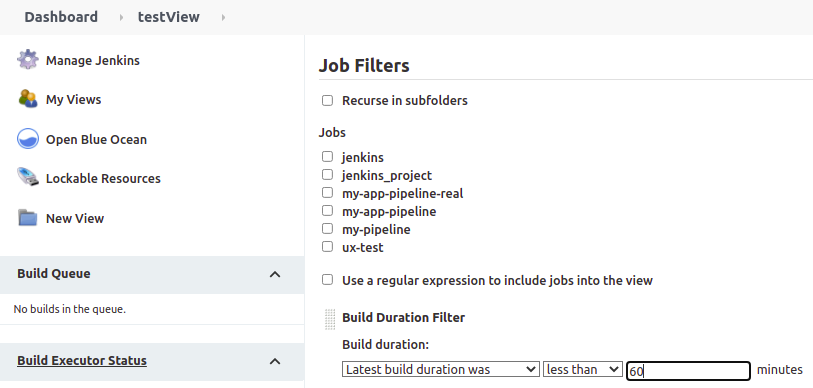 Dashboard testView
Manage Jenkins
My Views
Open Blue Ocean
Lockable Resources
New View
Build Queue
No builds in the queue.
Build Executor Status
Job Filters
Recurse in subfolders
Jobs
jenkins
jenkins_project
my-app-pipeline-real
my-app-pipeline
my-pipeline
ux-test
Use a regular expression to include jobs into the view
Build Duration Filter
Build duration:
Latest build duration was less than 60 minutes